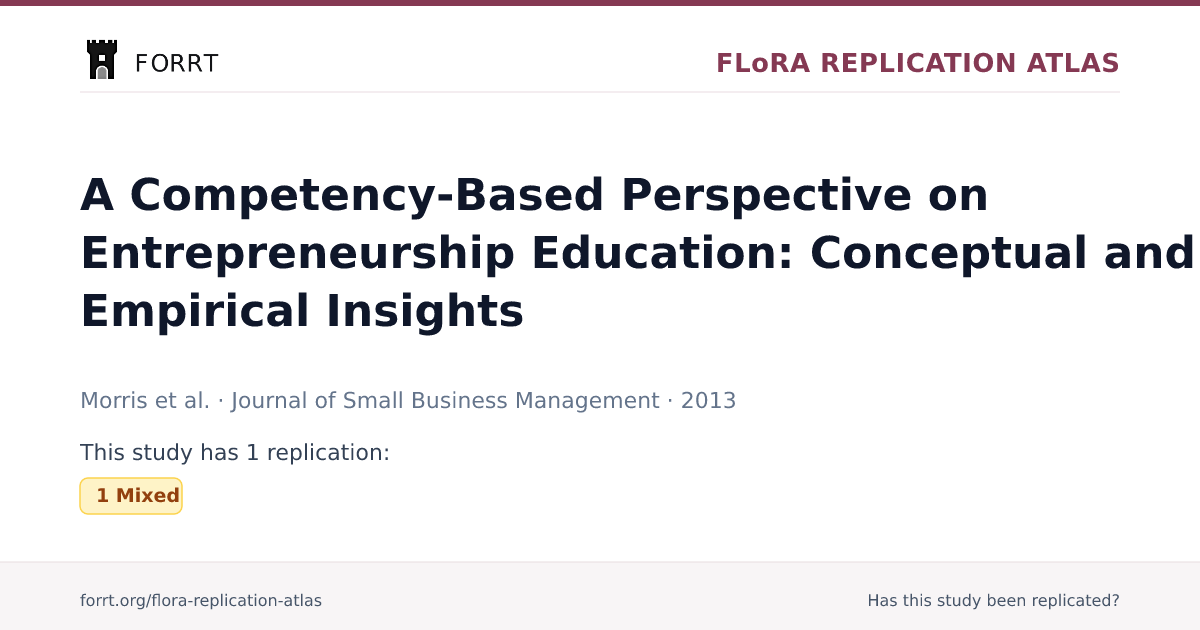 FORRT
FLoRA REPLICATION ATLAS
A Competency-Based Perspective on
Entrepreneurship Education: Conceptual and
Empirical Insights
Morris et al. · Journal of Small Business Management · 2013
This study has 1 replication:
1 Mixed
forrt.org/flora-replication-atlas
Has this study been replicated?